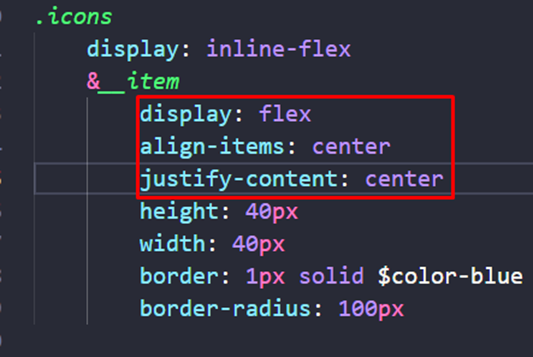 .icons
display: inline-flex
&__item
display: flex
align-items: center
justify-content: center
height: 40px
width: 40px
border: 1px solid $color-blue
border-radius: 100px